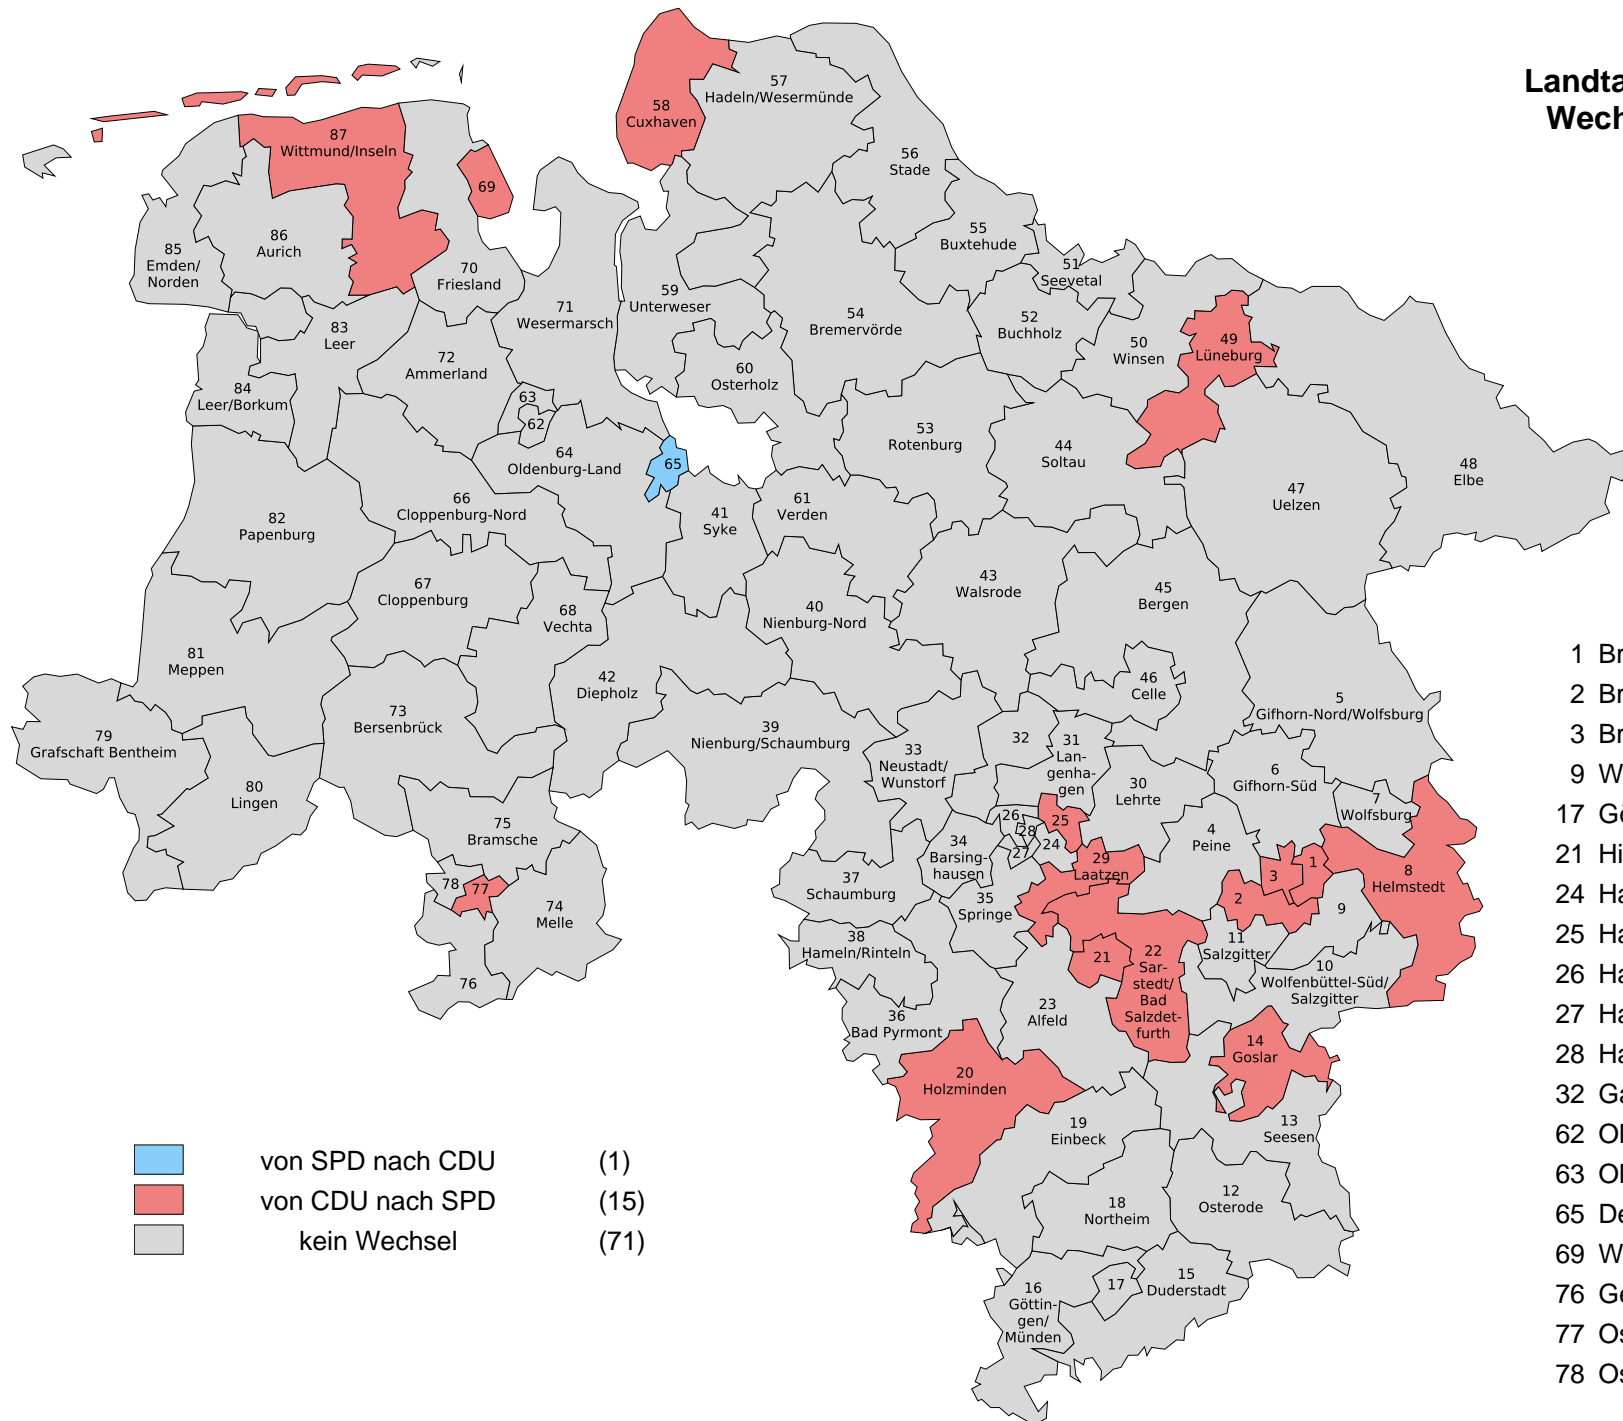 Landta
Wech
57
Hadeln/Wesermünde
58
Cuxhaven
87
Wittmund/Inseln
56
Stade
69
55
Buxtehude
86
Aurich
85
Emden/
Norden
70
Friesland
51
Seevetal
59
Unterweser
71
Wesermarsch
54
Bremervörde
52
Buchholz
83
Leer
50
Winsen
49
Lüneburg
72
Ammerland
60
Osterholz
84
Leer/Borkum
63
62
53
Rotenburg
44
Soltau
64
Oldenburg-Land
65
48
Elbe
66
Cloppenburg-Nord
61
Verden
47
Uelzen
82
Papenburg
41
Syke
67
Cloppenburg
43
Walsrode
45
Bergen
68
Vechta
40
Nienburg-Nord
81
Meppen
42
Diepholz
46
Celle
5
Gifhorn-Nord/Wolfsburg
79
Grafschaft Bentheim
73
Bersenbrück
39
Nienburg/Schaumburg
33
Neustadt/
Wunstorf
32
31
Lan-
genha-
gen
80
Lingen
30
Lehrte
6
Gifhorn-Süd
7
Wolfsburg
75
Bramsche
26
25
28
24
27
34
Barsing-
hausen
4
Peine
29
Laatzen
1
3
8
Helmstedt
78
77
37
Schaumburg
35
Springe
2
9
74
Melle
38
Hameln/Rinteln
11
Salzgitter
21
22
Sar-
stedt/
Bad
Salzdet-
furth
10
Wolfenbüttel-Süd/
Salzgitter
76
23
Alfeld
36
Bad Pyrmont
14
Goslar
20
Holzminden
19
Einbeck
13
Seesen
12
Osterode
18
Northeim
17
15
Duderstadt
16
Göttin-
gen/
Münden
von SPD nach CDU (1)
von CDU nach SPD (15)
kein Wechsel (71)
1 Br
2 Br
3 Br
9 W
17 Gö
21 Hi
24 Ha
25 Ha
26 Ha
27 Ha
28 Ha
32 Ga
62 Ol
63 Ol
65 De
69 W
76 Ge
77 Os
78 Os